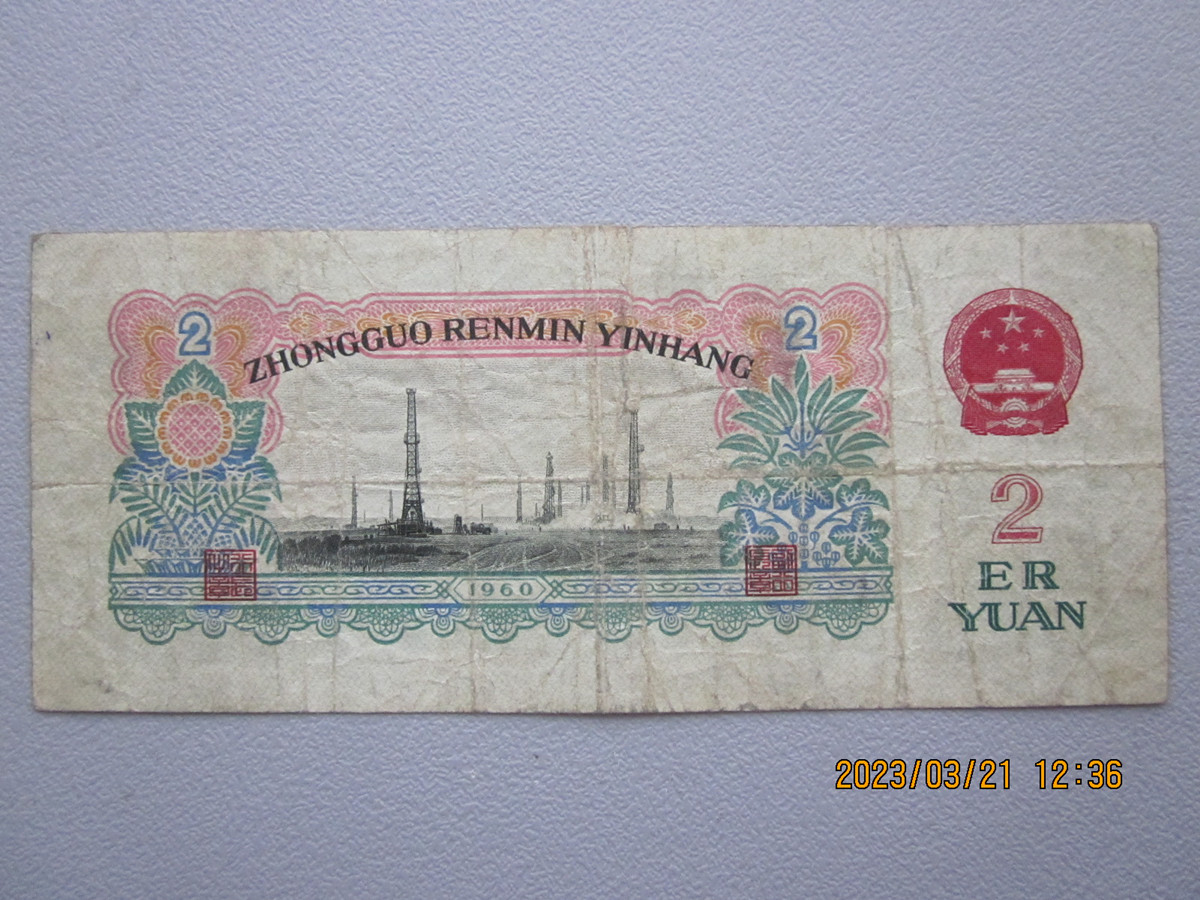 2
2
ZHONGGUO RENMIN YINHANG
1960
2
ER
YUAN
2023/03/21 12:36